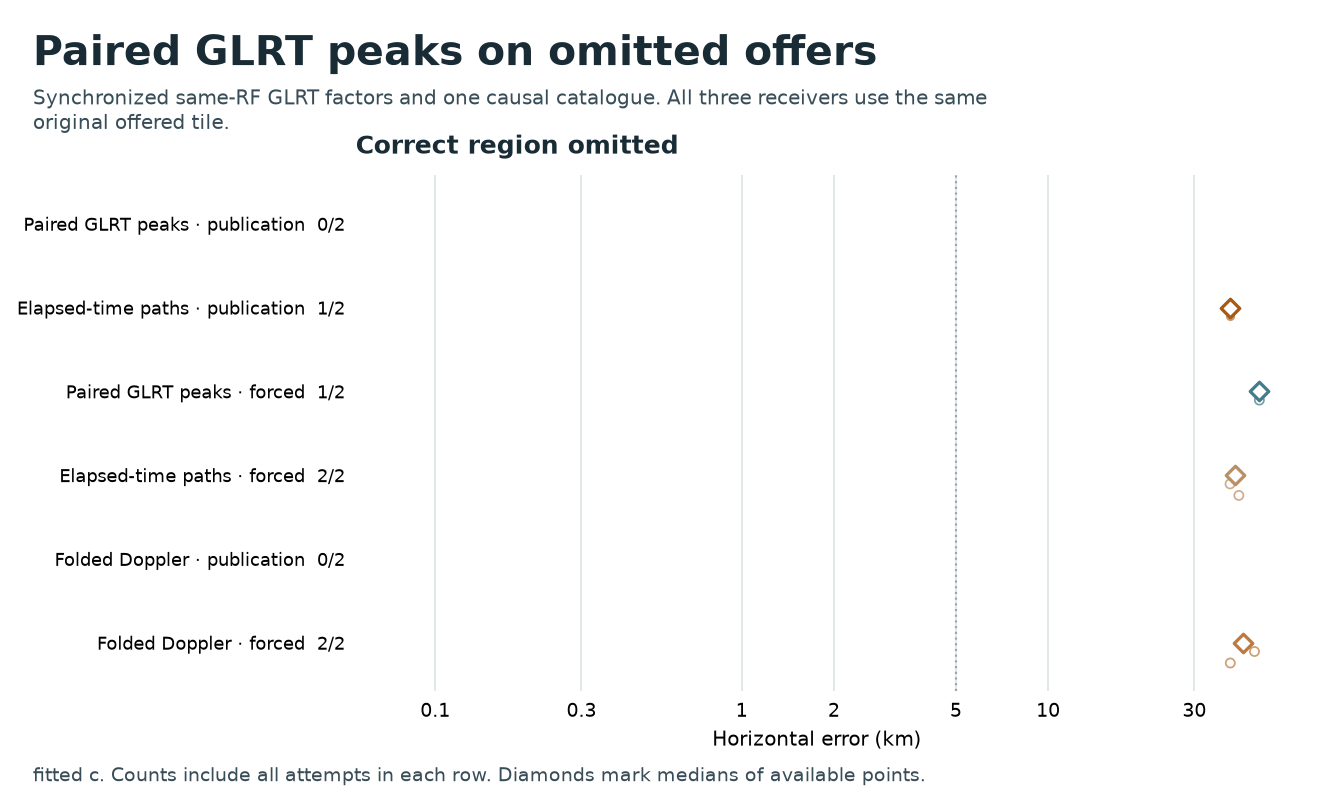 Paired GLRT peaks on omitted offers
Synchronized same-RF GLRT factors and one causal catalogue. All three receivers use the same
original offered tile.
Correct region omitted
Paired GLRT peaks · publication 0/2
Elapsed-time paths · publication 1/2
Paired GLRT peaks · forced 1/2
Elapsed-time paths · forced 2/2
Folded Doppler · publication 0/2
Folded Doppler · forced 2/2
0.1 0.3 1 2 5 10 30
Horizontal error (km)
fitted c. Counts include all attempts in each row. Diamonds mark medians of available points.